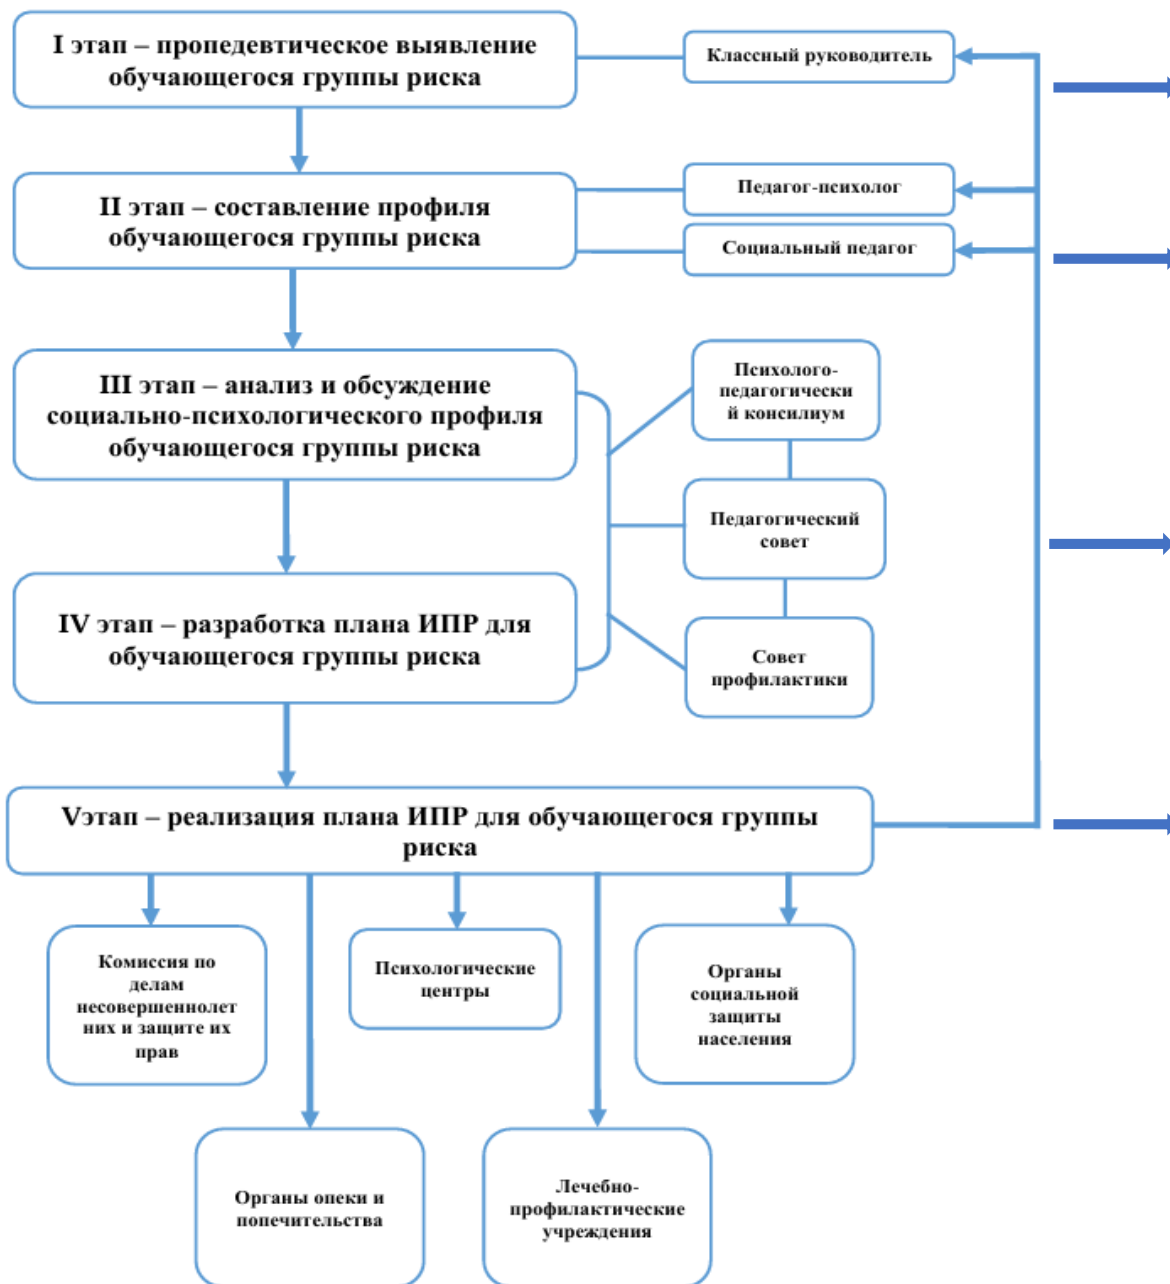 I этап – пропедевтическое выявление
обучающегося группы риска
Классный руководитель
II этап – составление профиля
обучающегося группы риска
Педагог-психолог
Социальный педагог
III этап – анализ и обсуждение
социально-психологического профиля
обучающегося группы риска
Психолого-
педагогически
й консилиум
Педагогический
совет
IV этап – разработка плана ИПР для
обучающегося группы риска
Совет
профилактики
Vэтап – реализация плана ИПР для обучающегося группы
риска
Комиссия по
делам
несовершеннолет
них и защите их
прав
Психологические
центры
Органы
социальной
защиты
населения
Органы опеки и
попечительства
Лечебно-
профилактические
учреждения